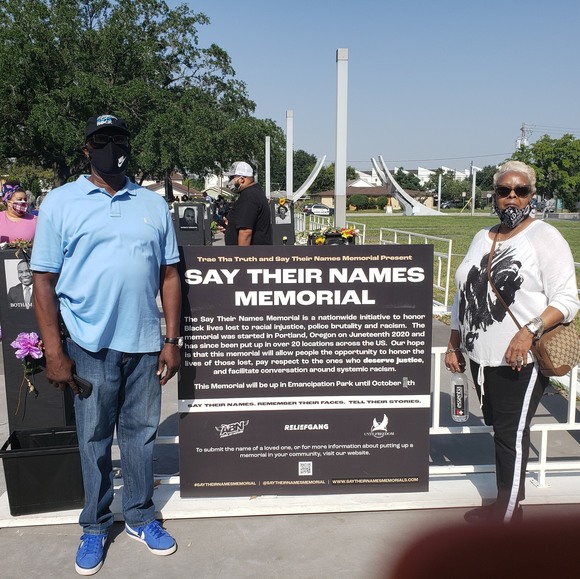 Trae Tha Truth and Say Their Names Memorial Present
SAY THEIR NAMES
MEMORIAL
The Say Their Names Memorial is a nationwide initiative to honor
Black lives lost to racial injustice, police brutality and racism. The
memorial was started in Portland, Oregon on Juneteenth 2020 and
has since been put up in over 20 locations across the US. Our hope
is that this memorial will allow people the opportunity to honor the
lives of those lost, pay respect to the ones who deserve justice,
and facilitate conversation around systemic racism.
This Memorial will be up in Emancipation Park until October
SAY THEIR NAMES. REMEMBER THEIR FACES. TELL THEIR STORIES.
ABN
RELIEFGANG
To submit the name of a loved one, or for more information about putting up a
memorial in your community, visit our website.
#SAYTHEIRNAMESMEMORIAL | @SAYTHEIRNAMESMEMORIAL | WWW.SAYTHEIRNAMESMEMORIALS.COM
BOTHAM